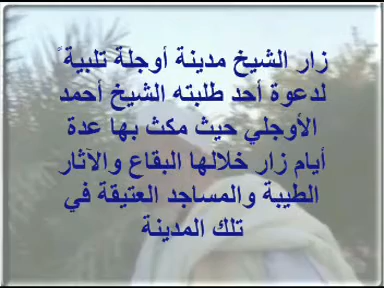 زار الشيخ مدينة أوجلة تلبيةً
لدعوة أحد طلبته الشيخ أحمد
الأوجلي حيث مكث بها عدة
أيام زار خلالها البقاع والآثار
الطيبة والمساجد العتيقة في
تلك المدينة